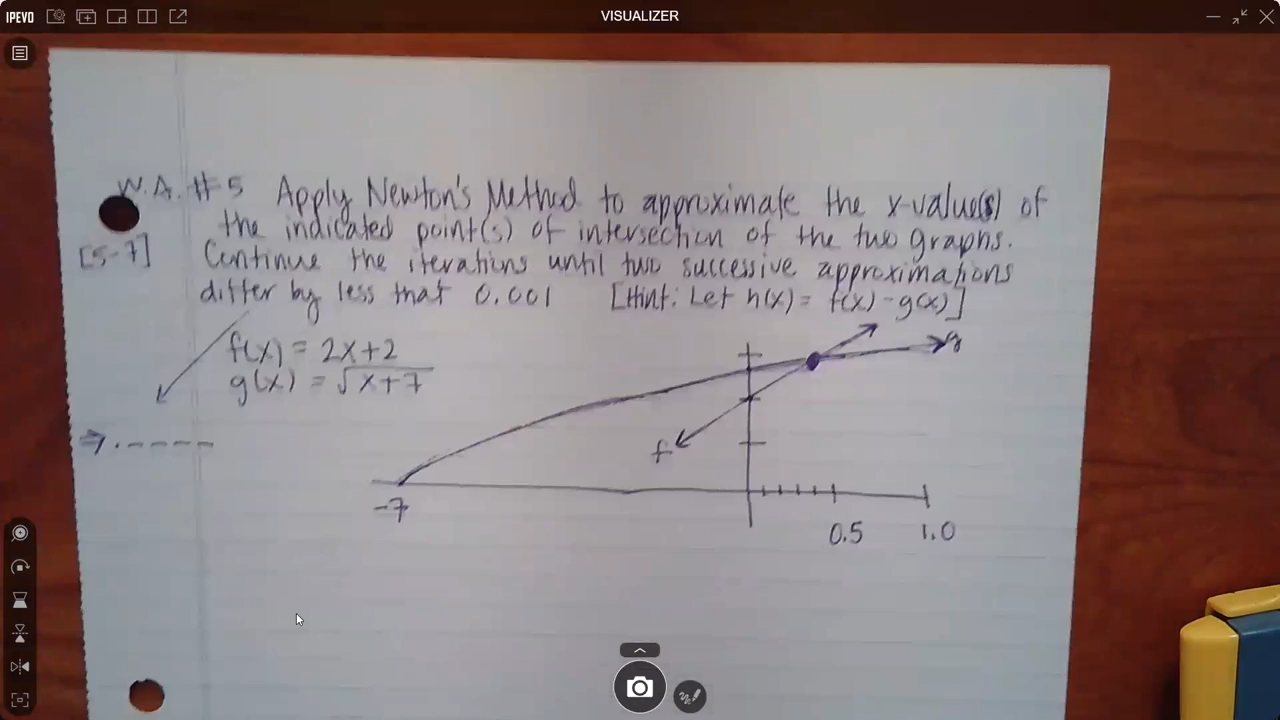 IPEVO
VISUALIZER
W.A. #5 Apply Newton's Method to approximate the x-value(s) of
the indicated point(s) of intersection of the two graphs.
[5-7] Continue the iterations until two successive approximations
differ by less that 0.001 [Hint: Let h(x) = f(x) - g(x)]
f(x) = 2x+2
g(x) = √x+7
g
f
-7
0.5
1.0